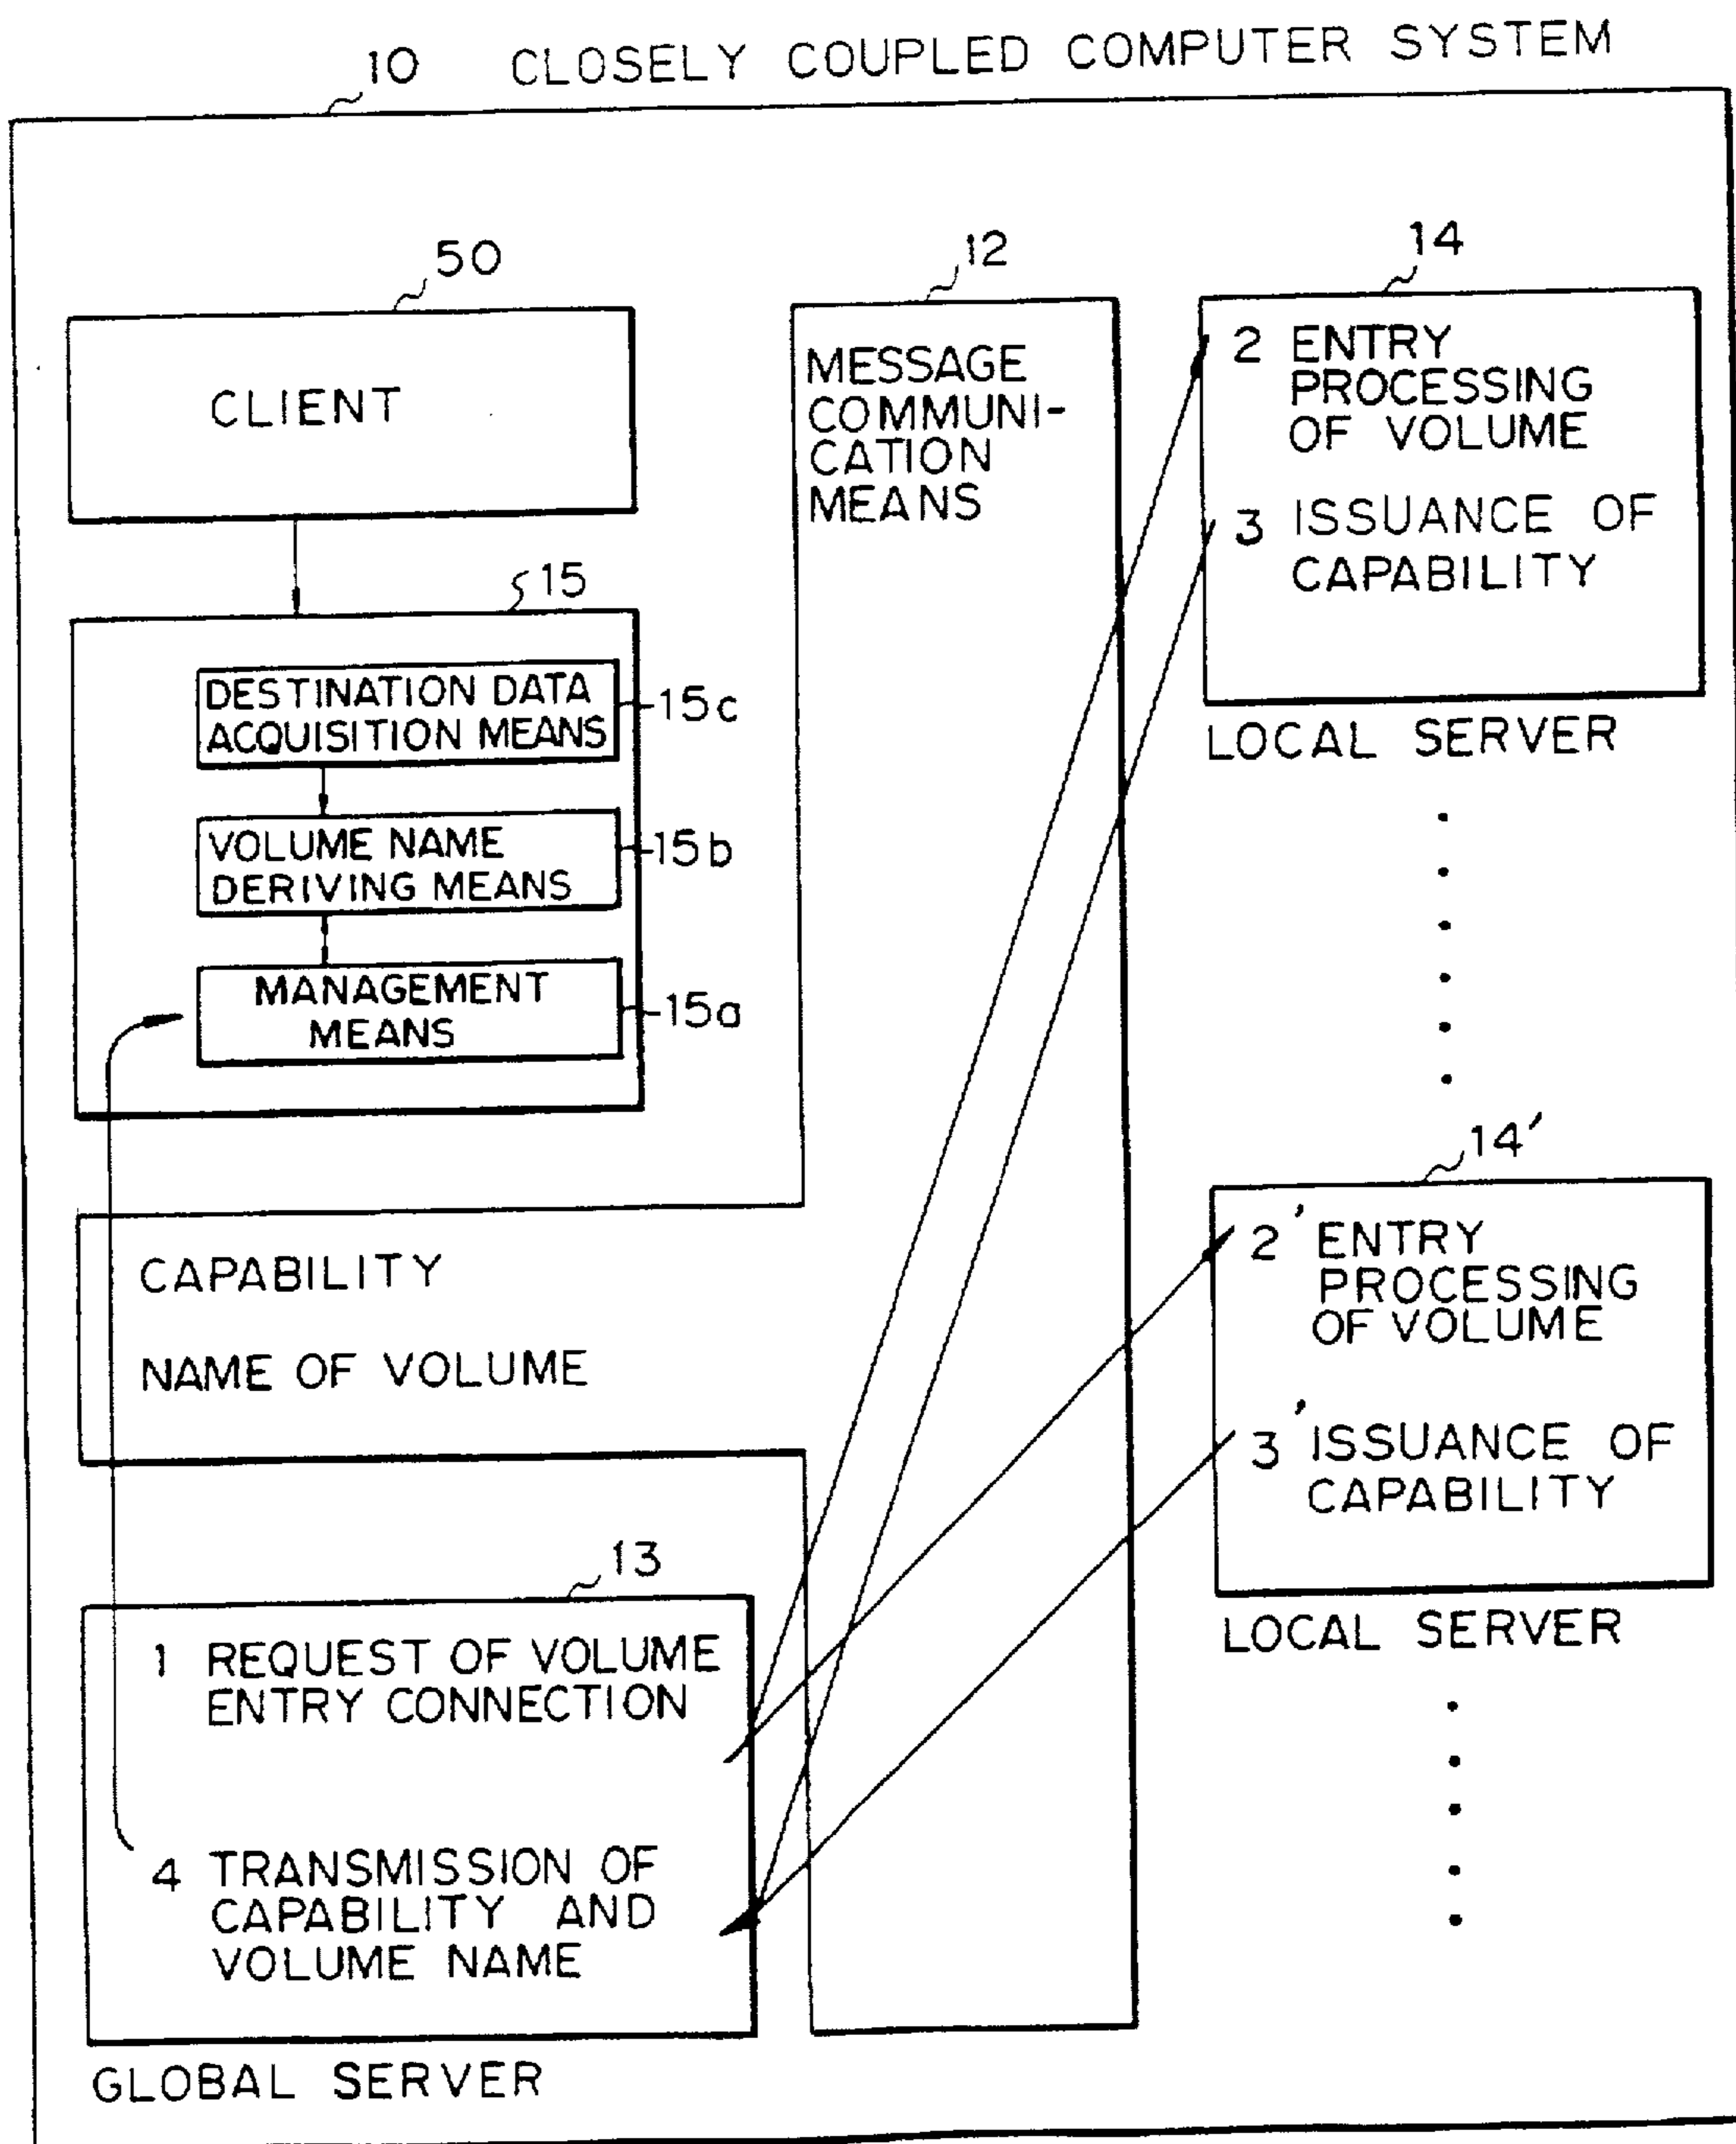 10 CLOSELY COUPLED COMPUTER SYSTEM
50
CLIENT
15
DESTINATION DATA
ACQUISITION MEANS
15c
VOLUME NAME
DERIVING MEANS
15b
MANAGEMENT
MEANS
15a
12
MESSAGE
COMMUNI-
CATION
MEANS
CAPABILITY
NAME OF VOLUME
14
2 ENTRY
PROCESSING
OF VOLUME
3 ISSUANCE OF
CAPABILITY
LOCAL SERVER
14'
2' ENTRY
PROCESSING
OF VOLUME
3' ISSUANCE OF
CAPABILITY
LOCAL SERVER
13
1 REQUEST OF VOLUME
ENTRY CONNECTION
4 TRANSMISSION OF
CAPABILITY AND
VOLUME NAME
GLOBAL SERVER